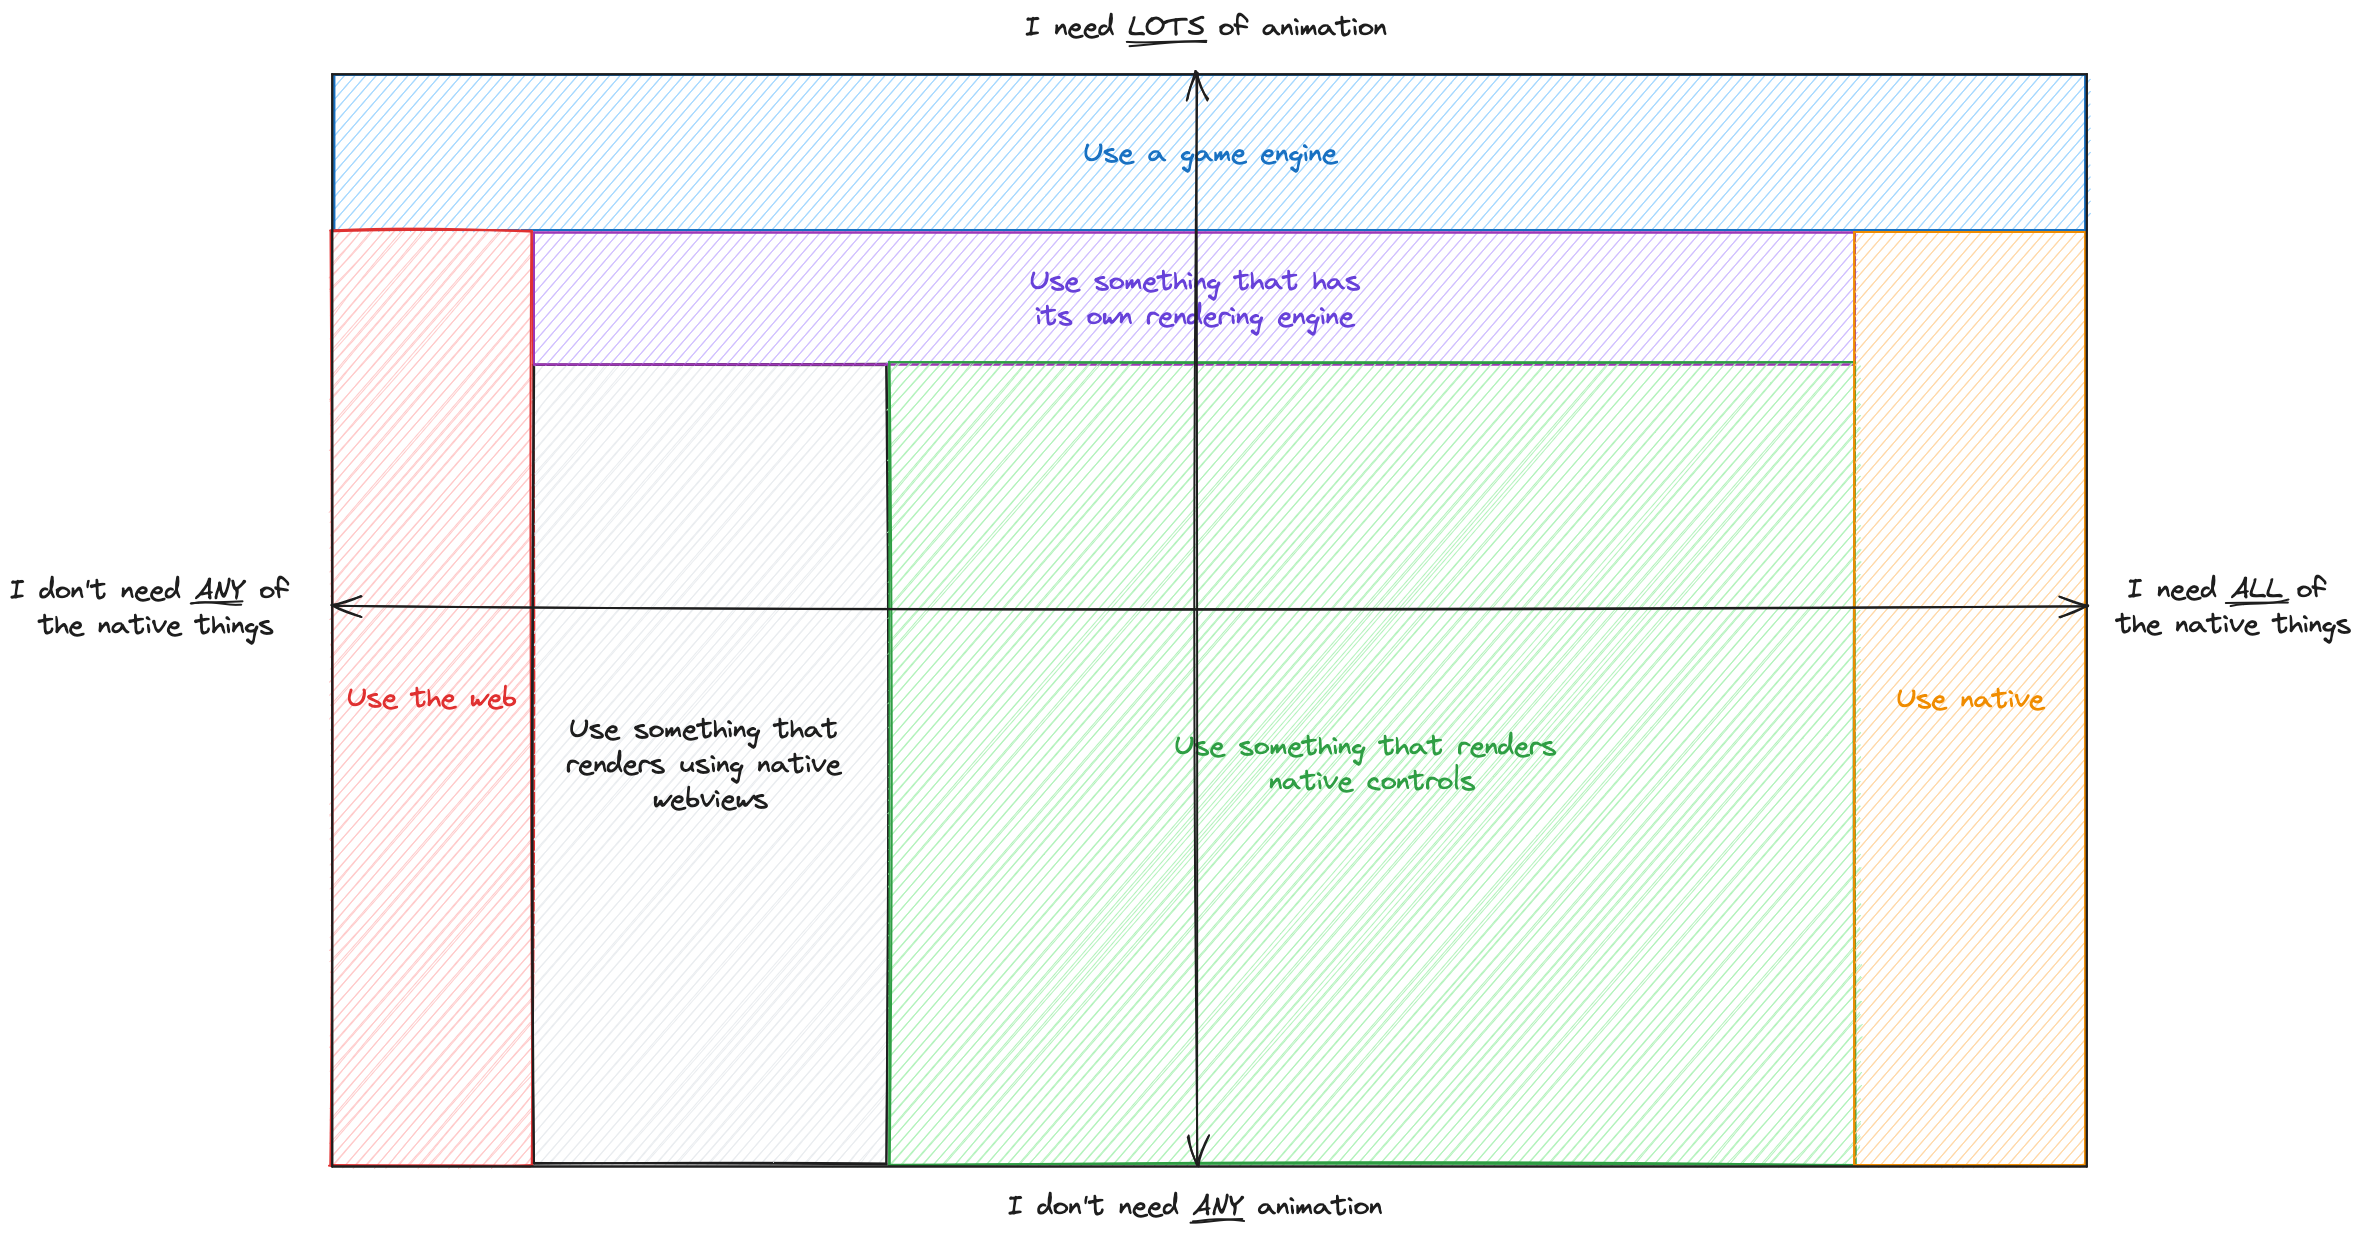 I need LOTS of animation
Use a game engine
Use something that has
its own rendering engine
I don't need ANY of
the native things
I need ALL of
the native things
Use the web
Use something that
renders using native
webviews
Use something that renders
native controls
Use native
I don't need ANY animation